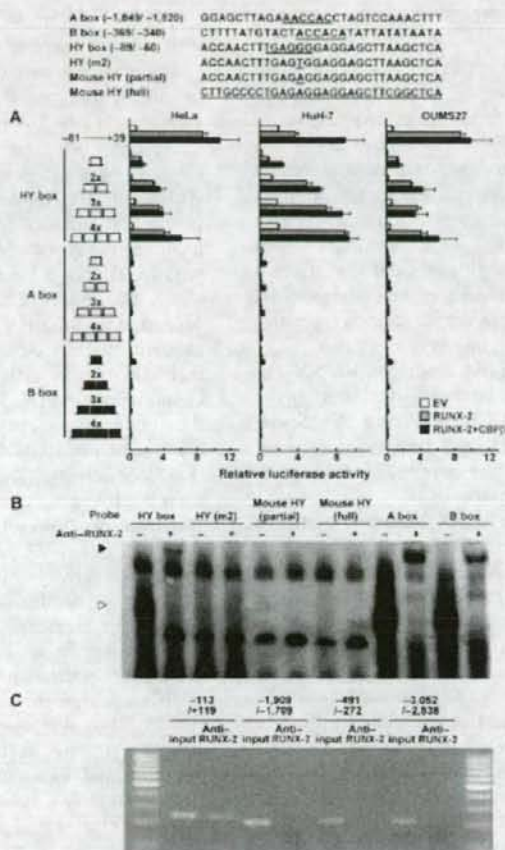 A box (-1,849/ -1,820) GGAGCTTAGAAACCACCTAGTCCAAACTTT
B box (-369/ -340) CTTTTATGTACTACCACATATTATATAATA
HY box (-89/ -60) ACCAACTTTGAGGGGAGGAGCTTAAGCTCA
HY (m2) ACCAACTTTGAGTGGAGGAGCTTAAGCTCA
Mouse HY (partial) ACCAACTTTGAGAGGAGGAGCTTAAGCTCA
Mouse HY (full) CTTGCCCCTGAGAGGAGGAGCTTCGGCTCA
A
HeLa HuH-7 OUMS27
-81 +39
HY box
2x
3x
4x
A box
2x
3x
4x
B box
2x
3x
4x
EV
RUNX-2
RUNX-2+CBFβ
0 4 8 12 0 4 8 12 0 4 8 12
Relative luciferase activity
B
Probe HY box HY (m2) Mouse HY (partial) Mouse HY (full) A box B box
Anti-RUNX-2 - + - + - + - + - + - +
C
-113 /+119 -1,909 /-1,709 -491 /-272 -3,052 /-2,838
input Anti-RUNX-2 input Anti-RUNX-2 input Anti-RUNX-2 input Anti-RUNX-2